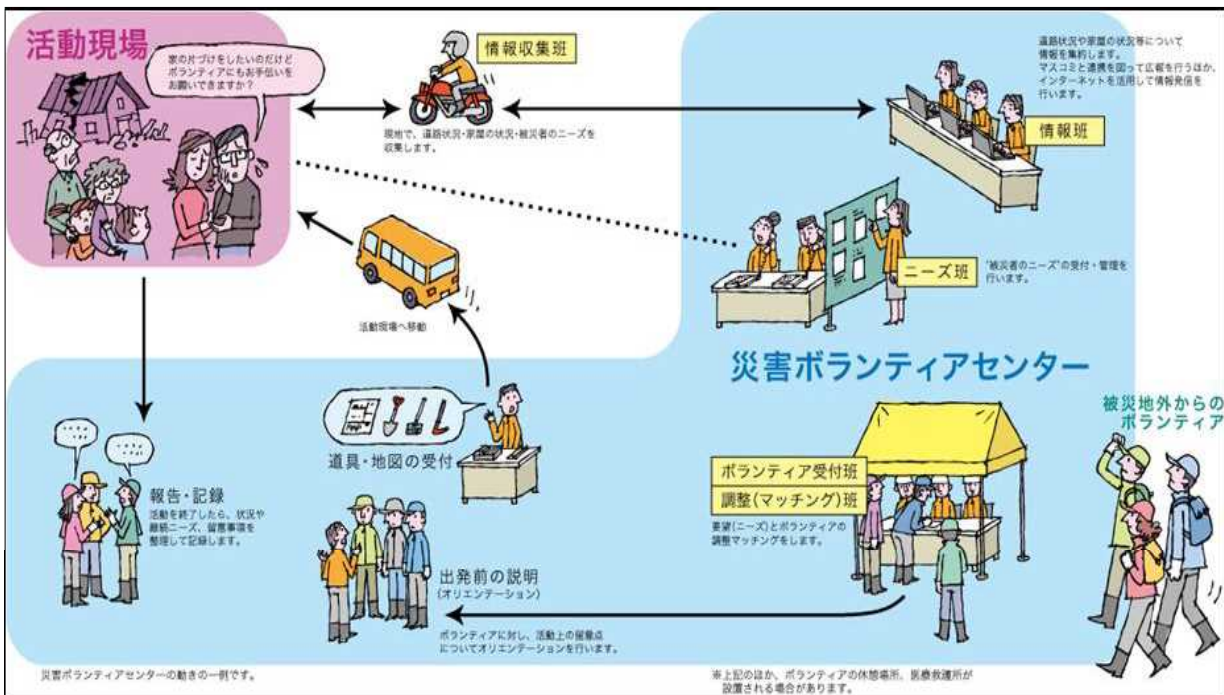 活動現場
家の片づけをしたいのだけど
ボランティアにもお手伝いを
お願いできますか？
情報収集班
現地で、道路状況・家屋の状況・被災者のニーズを
収集します。
道路状況や家屋の状況等について
情報を集約します。
マスコミと連携を図って広報を行うほか、
インターネットを活用して情報発信を
行います。
情報班
ニーズ班
"被災者のニーズ"の受付・管理を
行います。
活動現場へ移動
災害ボランティアセンター
被災地外からの
ボランティア
道具・地図の受付
ボランティア受付班
調整(マッチング)班
要望(ニーズ)とボランティアの
調整マッチングをします。
報告・記録
活動を終了したら、状況や
継続ニーズ、留意事項を
整理して記録します。
出発前の説明
(オリエンテーション)
ボランティアに対し、活動上の留意点
についてオリエンテーションを行います。
災害ボランティアセンターの動きの一例です。
※上記のほか、ボランティアの休憩場所、医療救護所が
設置される場合があります。